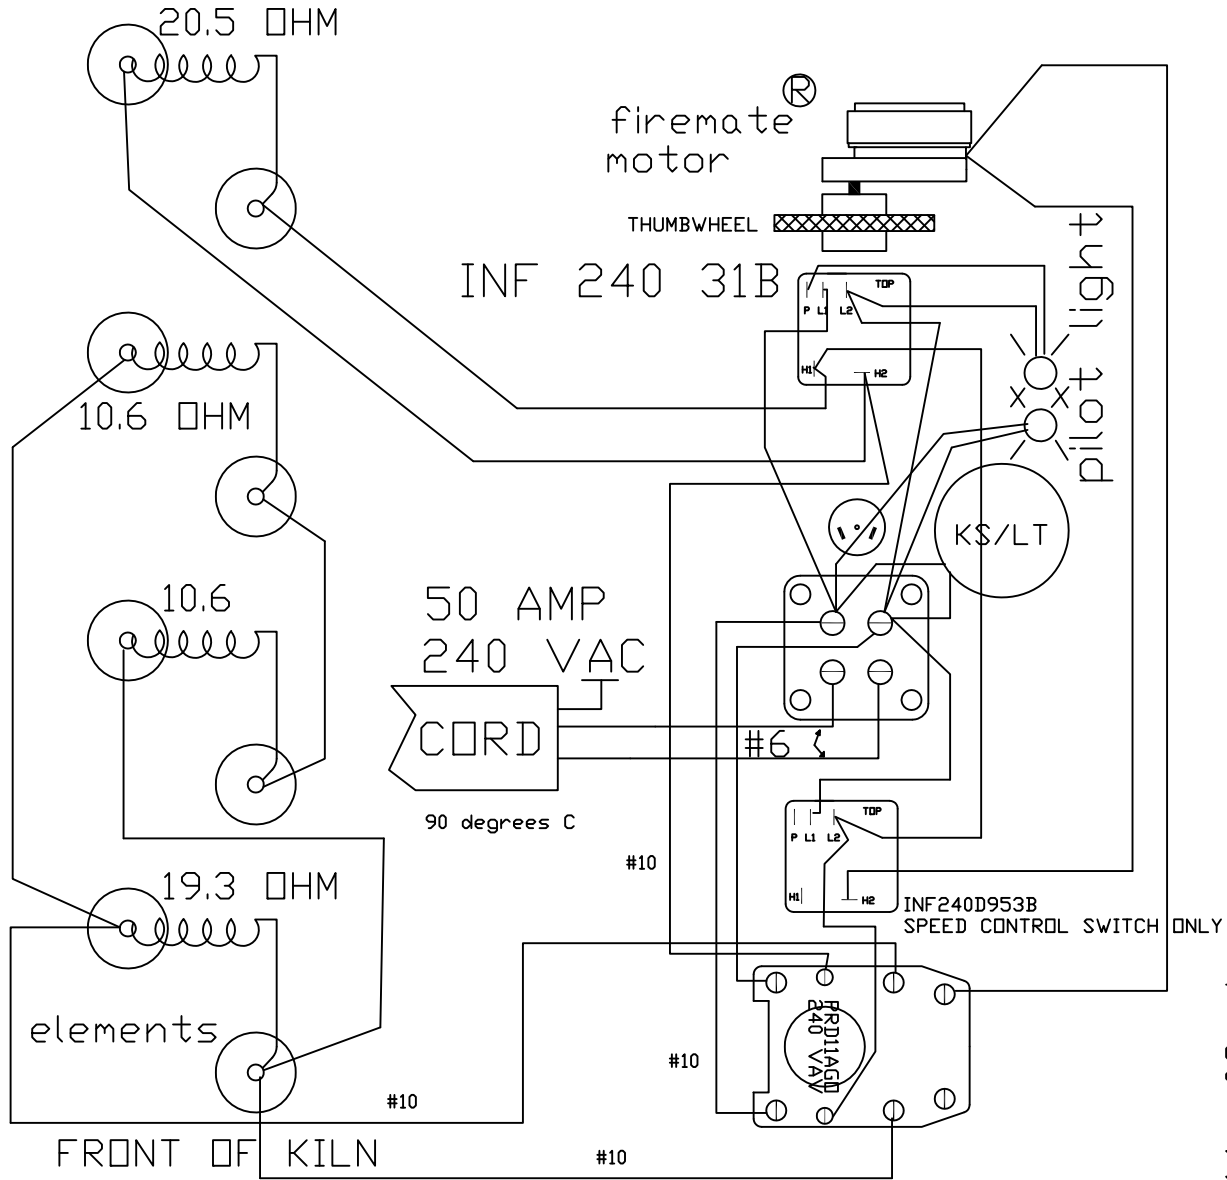 20.5 OHM
firemate®
motor
THUMBWHEEL
INF 240 31B
TOP
P L1 L2
H1 H2
pilot light
10.6 OHM
KS/LT
10.6
50 AMP
240 VAC
CORD
#6
90 degrees C
TOP
P L1 L2
H1 H2
#10
19.3 OHM
INF240D953B
SPEED CONTROL SWITCH ONLY
PRD11AGO
240 VAV
elements
#10
#10
FRONT OF KILN
#10